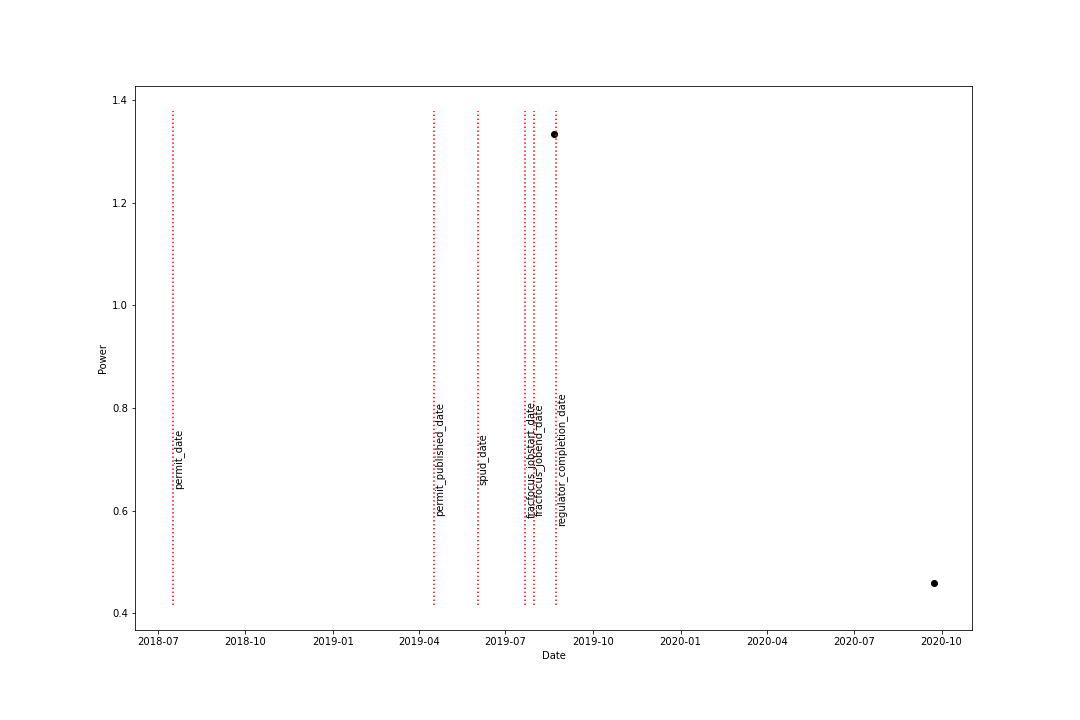 1.4
1.2
1.0
0.8
0.6
0.4
Power
permit_date
permit_published_date
spud_date
fracfocus_jobstart_date
fracfocus_jobend_date
regulator_completion_date
2018-07 2018-10 2019-01 2019-04 2019-07 2019-10 2020-01 2020-04 2020-07 2020-10
Date